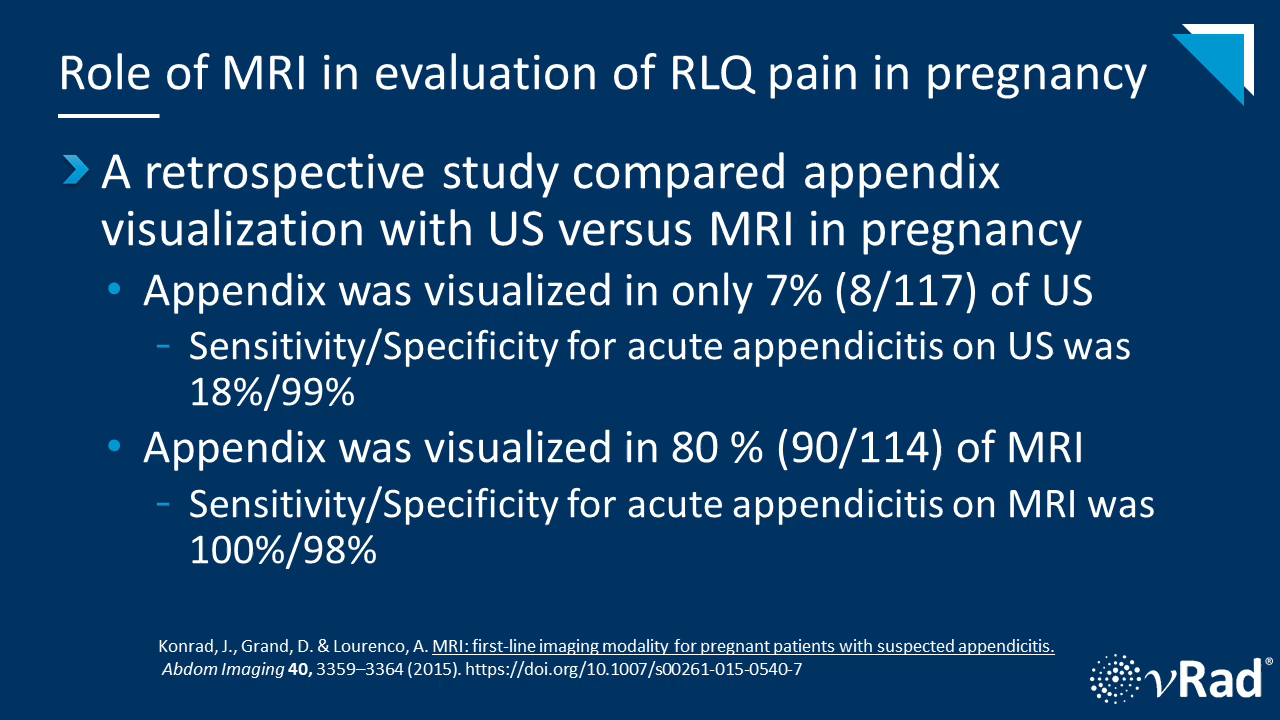 Role of MRI in evaluation of RLQ pain in pregnancy
A retrospective study compared appendix
visualization with US versus MRI in pregnancy
• Appendix was visualized in only 7% (8/117) of US
- Sensitivity/Specificity for acute appendicitis on US was
18%/99%
• Appendix was visualized in 80 % (90/114) of MRI
- Sensitivity/Specificity for acute appendicitis on MRI was
100%/98%
Konrad, J., Grand, D. & Lourenco, A. MRI: first-line imaging modality for pregnant patients with suspected appendicitis.
Abdom Imaging 40, 3359–3364 (2015). https://doi.org/10.1007/s00261-015-0540-7
vRad®